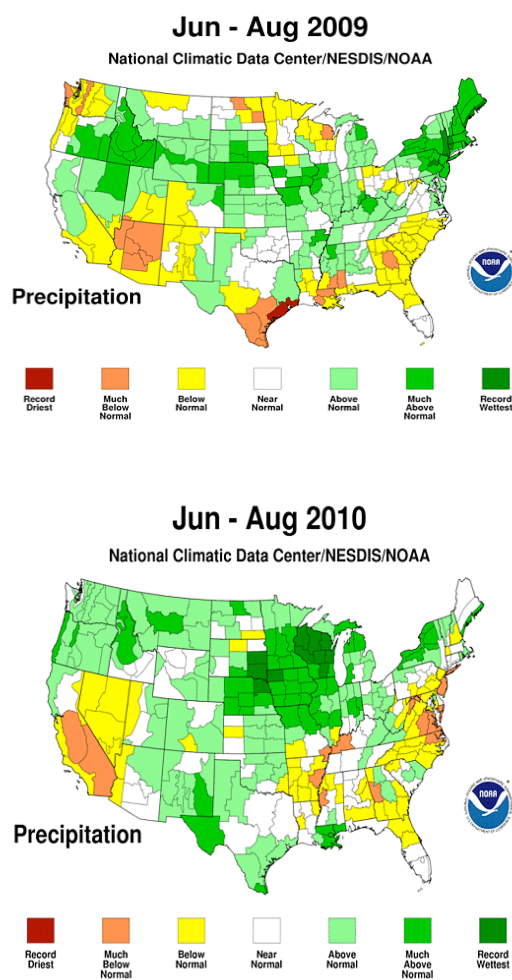 Jun - Aug 2009
National Climatic Data Center/NESDIS/NOAA
NOAA
Precipitation
Record
Driest
Much
Below
Normal
Below
Normal
Near
Normal
Above
Normal
Much
Above
Normal
Record
Wettest
Jun - Aug 2010
National Climatic Data Center/NESDIS/NOAA
NOAA
Precipitation
Record
Driest
Much
Below
Normal
Below
Normal
Near
Normal
Above
Normal
Much
Above
Normal
Record
Wettest